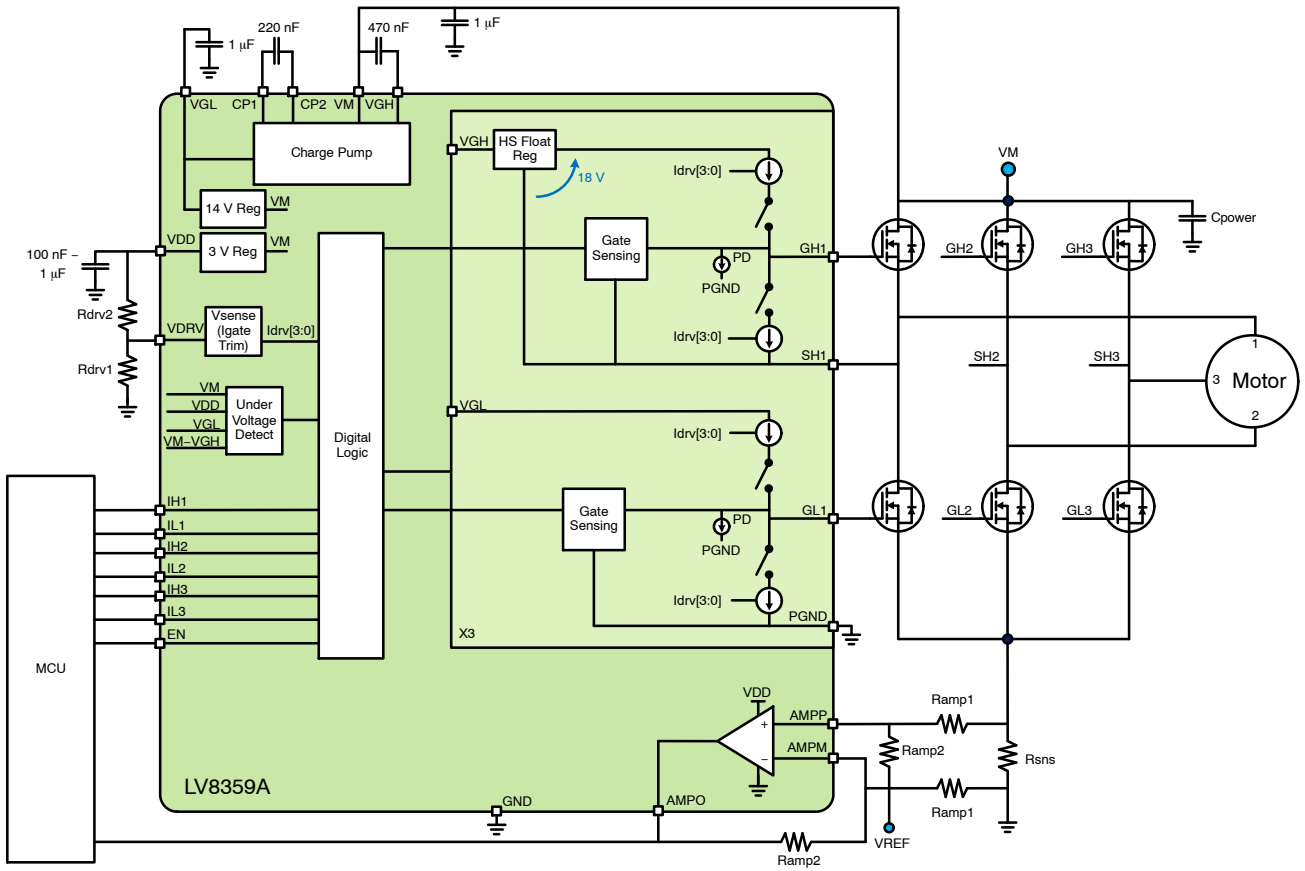 1 μF
220 nF
470 nF
1 μF
VGL
CP1
CP2
VM
VGH
Charge Pump
VGH
HS Float
Reg
18 V
Idrv[3:0]
VM
14 V Reg
VM
Cpower
VDD
3 V Reg
VM
100 nF –
1 μF
Gate
Sensing
PD
PGND
GH1
GH2
GH3
Rdrv2
VDRV
Vsense
(Igate
Trim)
Idrv[3:0]
Idrv[3:0]
SH1
SH2
SH3
1
3
Motor
2
Rdrv1
VM
VDD
VGL
VM–VGH
Under
Voltage
Detect
VGL
Idrv[3:0]
Digital
Logic
IH1
IL1
IH2
IL2
IH3
IL3
EN
Gate
Sensing
PD
PGND
GL1
GL2
GL3
Idrv[3:0]
PGND
X3
MCU
VDD
+
–
AMPP
AMPM
Ramp1
Ramp2
Rsns
Ramp1
LV8359A
GND
AMPO
VREF
Ramp2